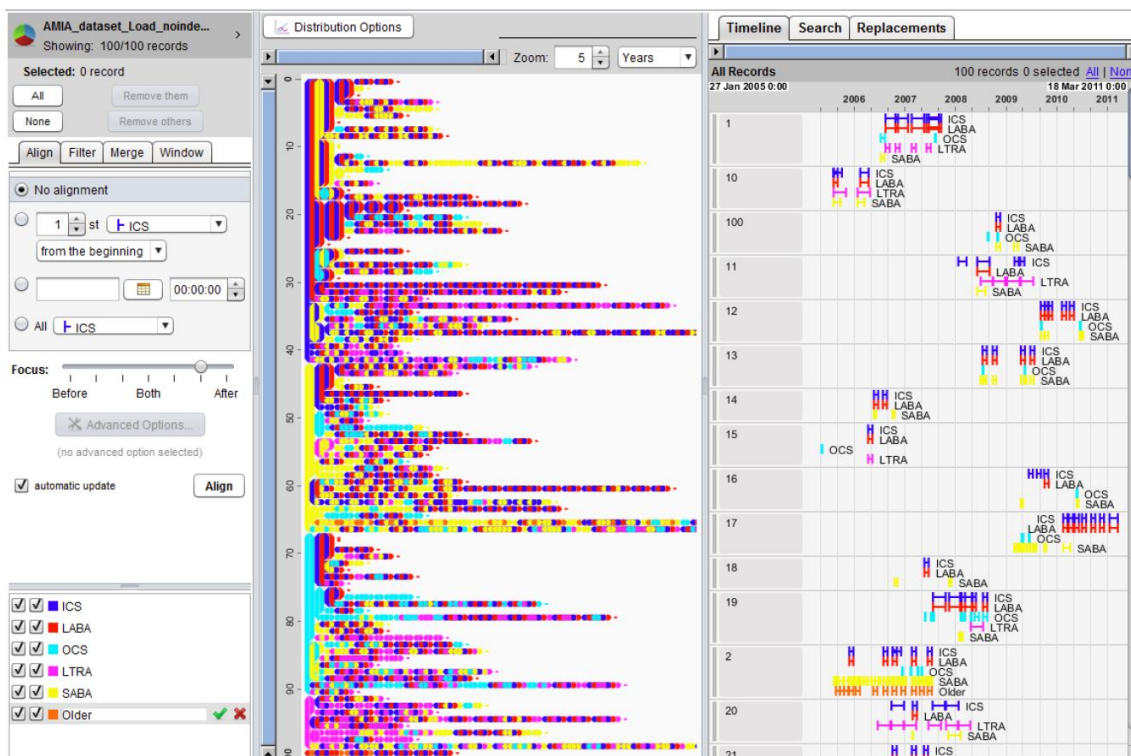 AMIA_dataset_Load_noinde...
Showing: 100/100 records
Selected: 0 record
All
Remove them
None
Remove others
Align
Filter
Merge
Window
No alignment
1 st ICS
from the beginning
00:00:00
All ICS
Focus:
Before Both After
Advanced Options...
(no advanced option selected)
automatic update
Align
ICS
LABA
OCS
LTRA
SABA
Older
Distribution Options
Zoom: 5 Years
0
10
20
30
40
50
60
70
80
90
Timeline
Search
Replacements
All Records
100 records 0 selected All | Non
27 Jan 2005 0:00
18 Mar 2011 0:00
2006 2007 2008 2009 2010 2011
1
ICS
LABA
OCS
LTRA
SABA
10
ICS
LABA
LTRA
SABA
100
ICS
LABA
OCS
SABA
11
ICS
LABA
LTRA
SABA
12
ICS
LABA
OCS
SABA
13
ICS
LABA
OCS
SABA
14
ICS
LABA
SABA
15
ICS
LABA
OCS
LTRA
16
ICS
LABA
OCS
SABA
17
ICS
LABA
OCS
SABA
18
ICS
LABA
SABA
19
ICS
LABA
OCS
LTRA
SABA
2
ICS
LABA
OCS
SABA
Older
20
ICS
LABA
LTRA
SABA
21
ICS